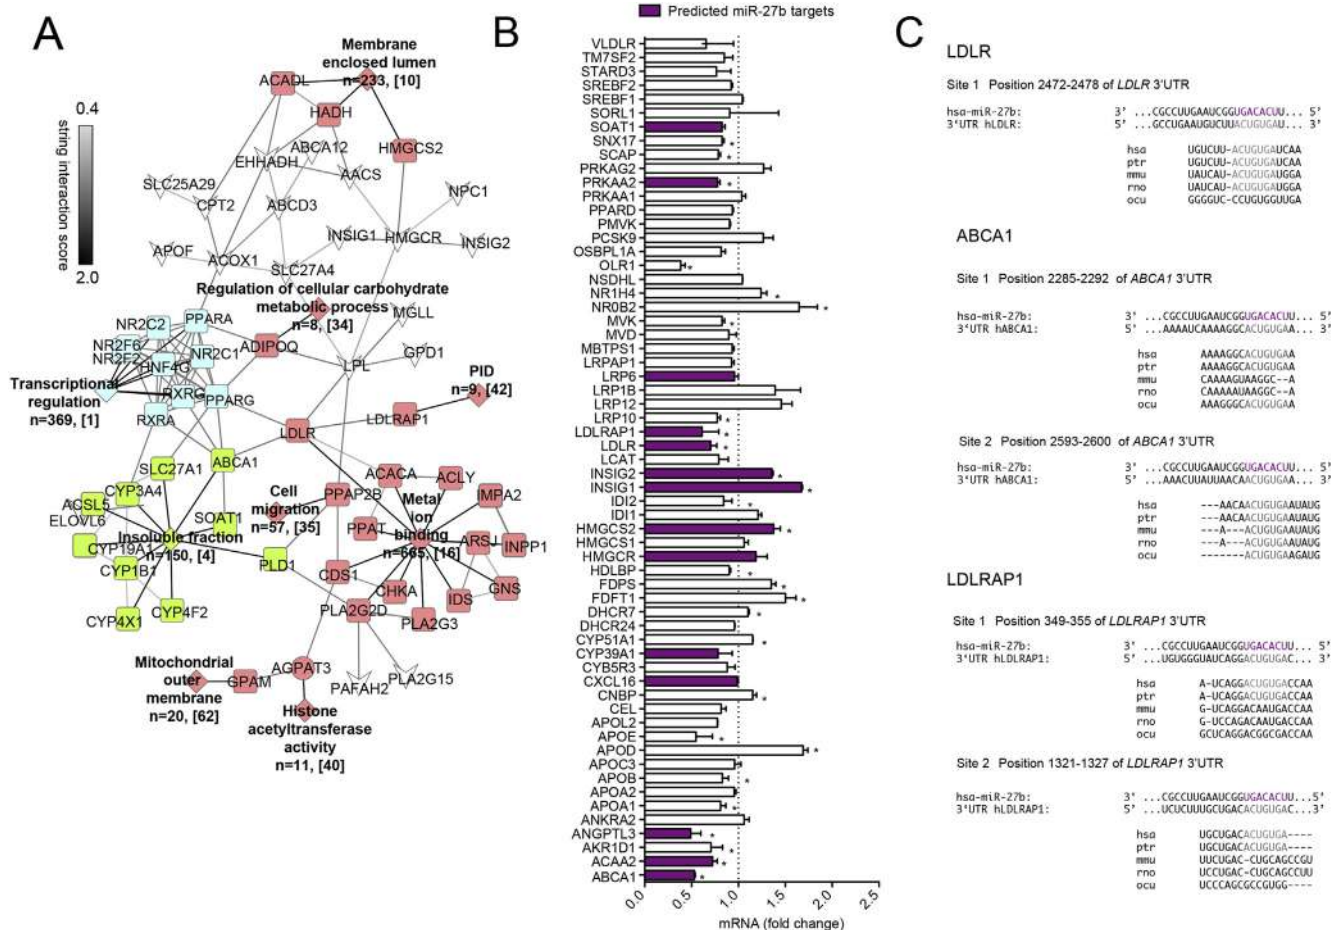 A
0.4
string interaction score
2.0
Membrane
enclosed lumen
n=233, [10]
ACADL
HADH
ABCA12
HMGCS2
EHHADH
AACS
SLC25A29
CPT2
ABCD3
NPC1
INSIG1
HMGCR
INSIG2
APOF
ACOX1
SLC27A4
Regulation of cellular carbohydrate
metabolic process
n=8, [34]
MGLL
NR2C2
PPARA
NR2F6
NR2F2
NR2C1
HNF4G
ADIPOQ
GPD1
LPL
Transcriptional
regulation
n=369, [1]
RXRG
PPARG
RXRA
PID
n=9, [42]
LDLRAP1
LDLR
SLC27A1
ABCA1
CYP3A4
ACSL5
ELOVL6
SOAT1
Insoluble fraction
n=150, [4]
CYP19A1
CYP1B1
CYP4X1
CYP4F2
PLD1
Cell
migration
n=57, [35]
PPAP2B
ACACA
ACLY
IMPA2
Metal
ion
binding
n=665, [16]
PPAT
ARSJ
INPP1
CDS1
CHKA
IDS
GNS
PLA2G2D
PLA2G3
Mitochondrial
outer
membrane
n=20, [62]
GPAM
AGPAT3
PAFAH2
PLA2G15
Histone
acetyltransferase
activity
n=11, [40]
B
Predicted miR-27b targets
VLDLR
TM7SF2
STARD3
SREBF2
SREBF1
SORL1
SOAT1
SNX17 *
SCAP *
PRKAG2
PRKAA2 *
PRKAA1
PPARD
PMVK
PCSK9
OSBPL1A
OLR1 *
NSDHL
NR1H4 *
NR0B2 *
MVK *
MVD
MBTPS1
LRPAP1
LRP6
LRP1B
LRP12
LRP10 *
LDLRAP1 *
LDLR *
LCAT
INSIG2 *
INSIG1 *
IDI2 *
IDI1
HMGCS2 *
HMGCS1
HMGCR
HDLBP *
FDPS *
FDFT1 *
DHCR7 *
DHCR24
CYP51A1 *
CYP39A1
CYB5R3
CXCL16
CNBP *
CEL
APOL2
APOE *
APOD *
APOC3
APOB *
APOA2
APOA1 *
ANKRA2
ANGPTL3 *
AKR1D1 *
ACAA2 *
ABCA1 *
0.0 0.5 1.0 1.5 2.0 2.5
mRNA (fold change)
C
LDLR
Site 1 Position 2472-2478 of LDLR 3'UTR
hsa-miR-27b: 3' ...CGCCUUGAAUCGGUGACACUU... 5'
3'UTR hLDLR: 5' ...GCCUGAAUGUCUUACUGUGAU... 3'
hsa UGUCUU-ACUGUGAUCAA
ptr UGUCUU-ACUGUGAUCAA
mmu UAUCAU-ACUGUGAUGGA
rno UAUCAU-ACUGUGAUGGA
ocu GGGGUC-CCUGUGGUUGA
ABCA1
Site 1 Position 2285-2292 of ABCA1 3'UTR
hsa-miR-27b: 3' ...CGCCUUGAAUCGGUGACACUU... 5'
3'UTR hABCA1: 5' ...AAAAUCAAAAGGCACUGUGAA... 3'
hsa AAAAGGCACUGUGAA
ptr AAAAGGCACUGUGAA
mmu CAAAAGUAAGGC--A
rno CAAAAAUAAGGC--A
ocu AAAGGGCACUGUGAA
Site 2 Position 2593-2600 of ABCA1 3'UTR
hsa-miR-27b: 3' ...CGCCUUGAAUCGGUGACACUU... 5'
3'UTR hABCA1: 5' ...AAACUUAUUAACAACUGUGAA... 3'
hsa ---AACAACUGUGAAUAUG
ptr ---AACAACUGUGAAUAUG
mmu ---A---ACUGUGAAUAUG
rno ---A---ACUGUGAAUAUG
ocu -------ACUGUGAAGAUG
LDLRAP1
Site 1 Position 349-355 of LDLRAP1 3'UTR
hsa-miR-27b: 3' ...CGCCUUGAAUCGGUGACACUU... 5'
3'UTR hLDLRAP1: 5' ...UGUGGGUAUCAGGACUGUGAC... 3'
hsa A-UCAGGACUGUGACCAA
ptr A-UCAGGACUGUGACCAA
mmu G-UCAGGACAAUGACCAA
rno G-UCCAGACAAUGACCAA
ocu GCUCAGGACGGCGACCAA
Site 2 Position 1321-1327 of LDLRAP1 3'UTR
hsa-miR-27b: 3' ...CGCCUUGAAUCGGUGACACUU...5'
3'UTR hLDLRAP1: 5' ...UCUCUUUGCUGACACUGUGAC...3'
hsa UGCUGACACUGUGA----
ptr UGCUGACACUGUGA----
mmu UUCUGAC-CUGCAGCCGU
rno UCCUGAC-CUGCAGCCUU
ocu UCCCAGCGCCGUGG----